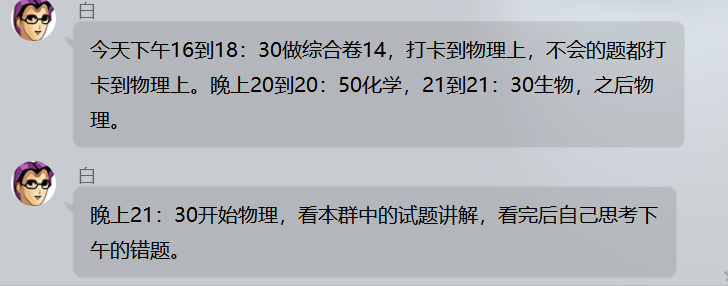 白
今天下午16到18：30做综合卷14，打卡到物理上，不会的题都打
卡到物理上。晚上20到20：50化学，21到21：30生物，之后物
理。
白
晚上21：30开始物理，看本群中的试题讲解，看完后自己思考下
午的错题。